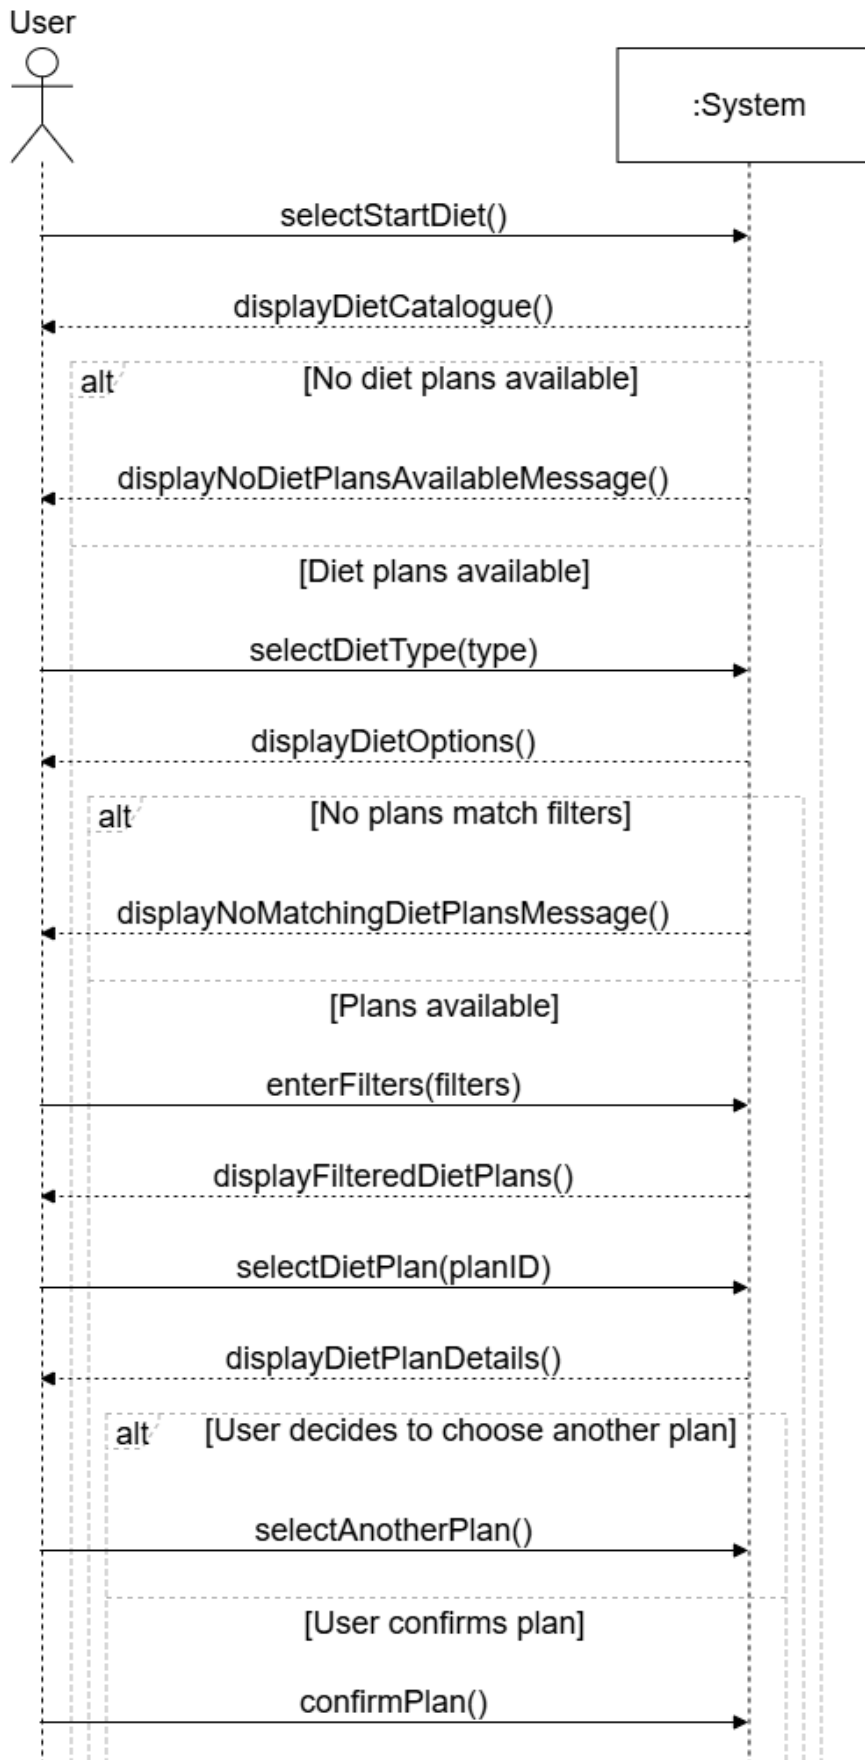 User
:System
selectStartDiet()
displayDietCatalogue()
alt
[No diet plans available]
displayNoDietPlansAvailableMessage()
[Diet plans available]
selectDietType(type)
displayDietOptions()
alt
[No plans match filters]
displayNoMatchingDietPlansMessage()
[Plans available]
enterFilters(filters)
displayFilteredDietPlans()
selectDietPlan(planID)
displayDietPlanDetails()
alt
[User decides to choose another plan]
selectAnotherPlan()
[User confirms plan]
confirmPlan()